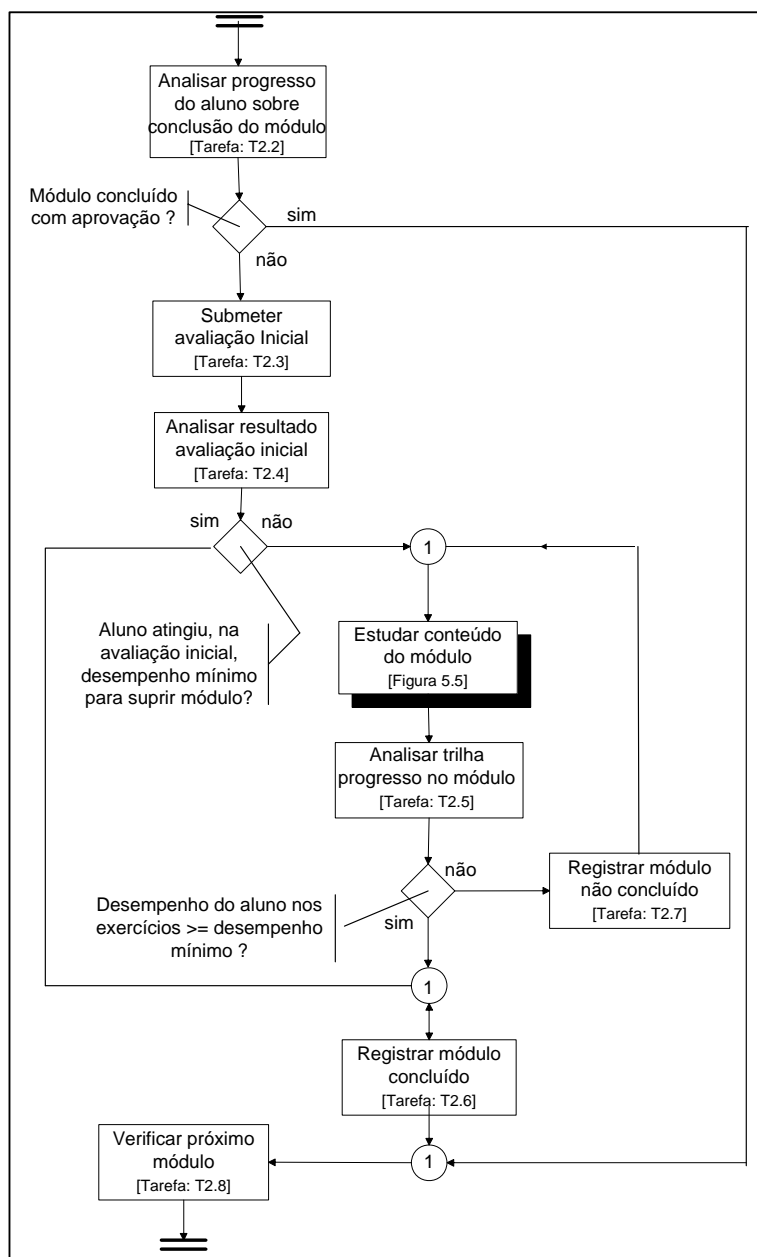 Analisar progresso
do aluno sobre
conclusão do módulo
[Tarefa: T2.2]
Módulo concluído
com aprovação ?
sim
não
Submeter
avaliação Inicial
[Tarefa: T2.3]
Analisar resultado
avaliação inicial
[Tarefa: T2.4]
sim
não
1
Aluno atingiu, na
avaliação inicial,
desempenho mínimo
para suprir módulo?
Estudar conteúdo
do módulo
[Figura 5.5]
Analisar trilha
progresso no módulo
[Tarefa: T2.5]
não
Registrar módulo
não concluído
[Tarefa: T2.7]
Desempenho do aluno nos
exercícios >= desempenho
mínimo ?
sim
1
Registrar módulo
concluído
[Tarefa: T2.6]
Verificar próximo
módulo
[Tarefa: T2.8]
1